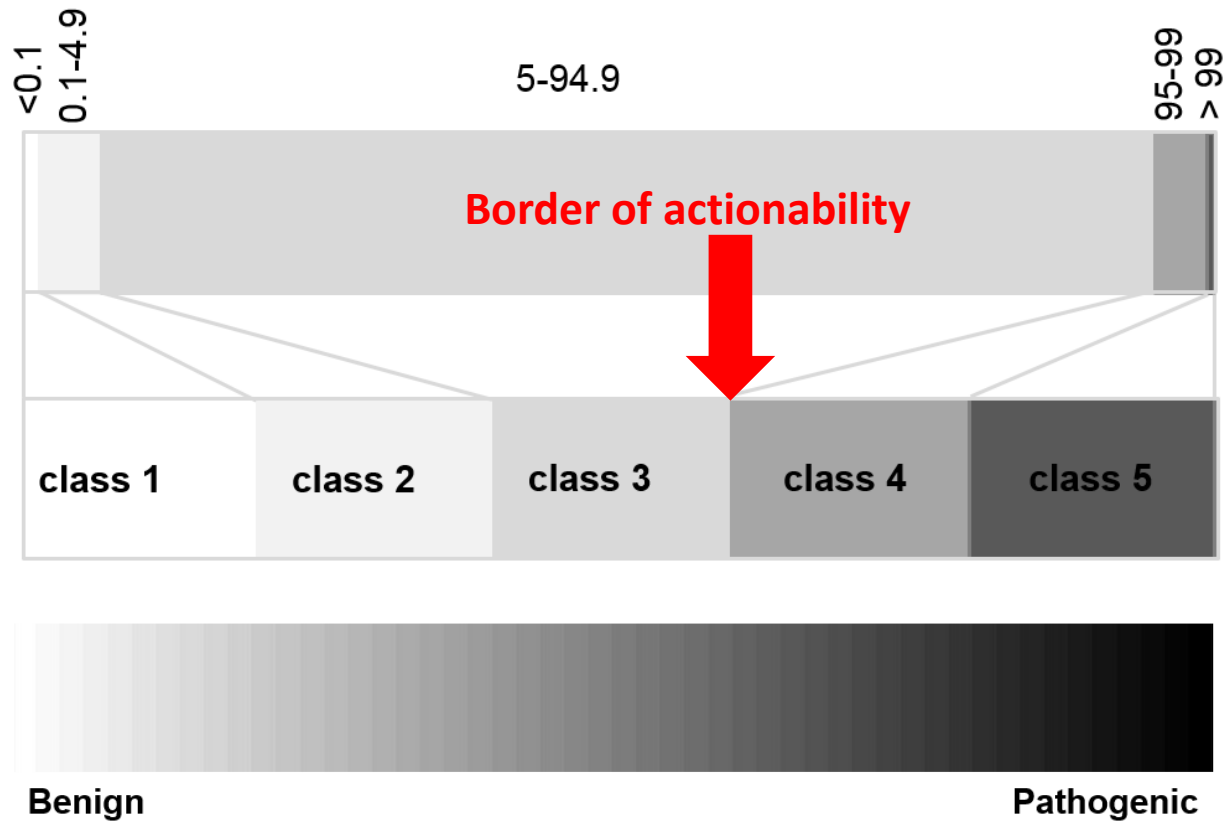 <0.1
0.1-4.9
5-94.9
95-99
> 99
Border of actionability
class 1
class 2
class 3
class 4
class 5
Benign
Pathogenic